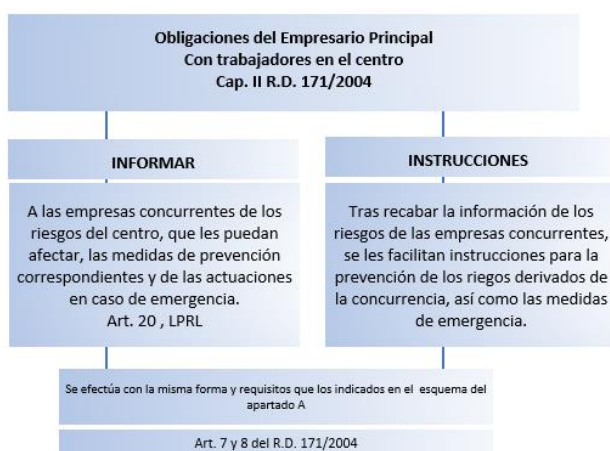 Obligaciones del Empresario Principal
Con trabajadores en el centro
Cap. II R.D. 171/2004
INFORMAR
A las empresas concurrentes de los
riesgos del centro, que les puedan
afectar, las medidas de prevención
correspondientes y de las actuaciones
en caso de emergencia.
Art. 20 , LPRL
INSTRUCCIONES
Tras recabar la información de los
riesgos de las empresas concurrentes,
se les facilitan instrucciones para la
prevención de los riegos derivados de
la concurrencia, así como las medidas
de emergencia.
Se efectúa con la misma forma y requisitos que los indicados en el esquema del
apartado A
Art. 7 y 8 del R.D. 171/2004